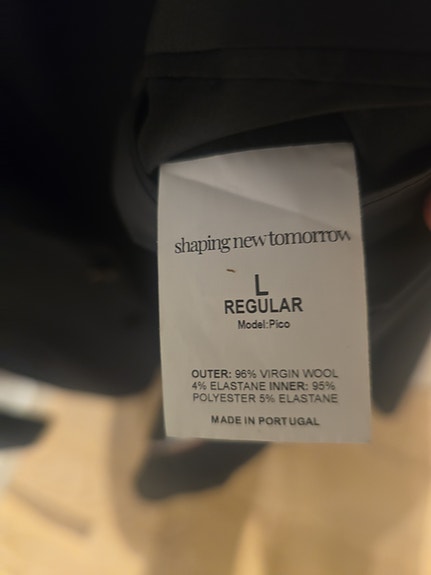 shaping new tomorrow
L
REGULAR
Model:Pico
OUTER: 96% VIRGIN WOOL
4% ELASTANE INNER: 95%
POLYESTER 5% ELASTANE
MADE IN PORTUGAL